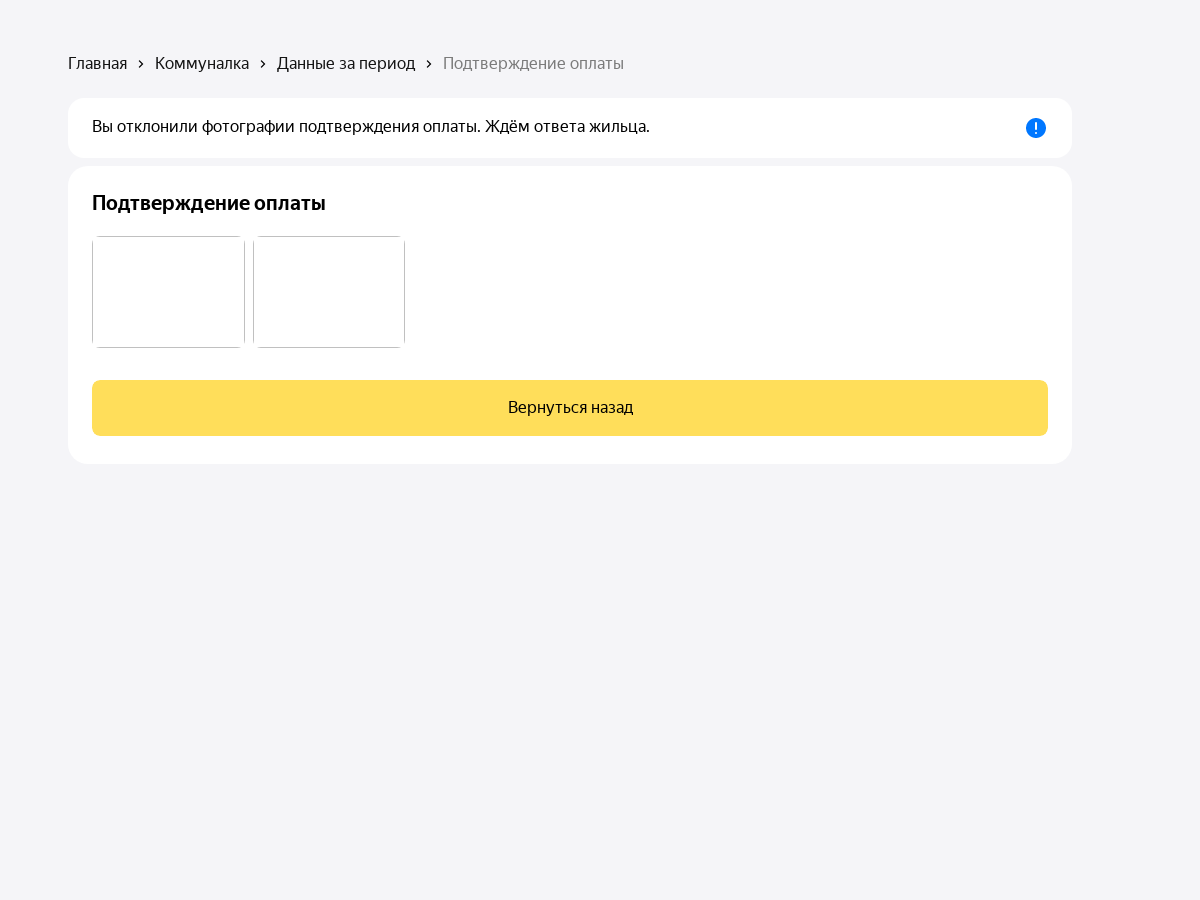 Главная › Коммуналка › Данные за период › Подтверждение оплаты
Вы отклонили фотографии подтверждения оплаты. Ждём ответа жильца.
Подтверждение оплаты
Вернуться назад